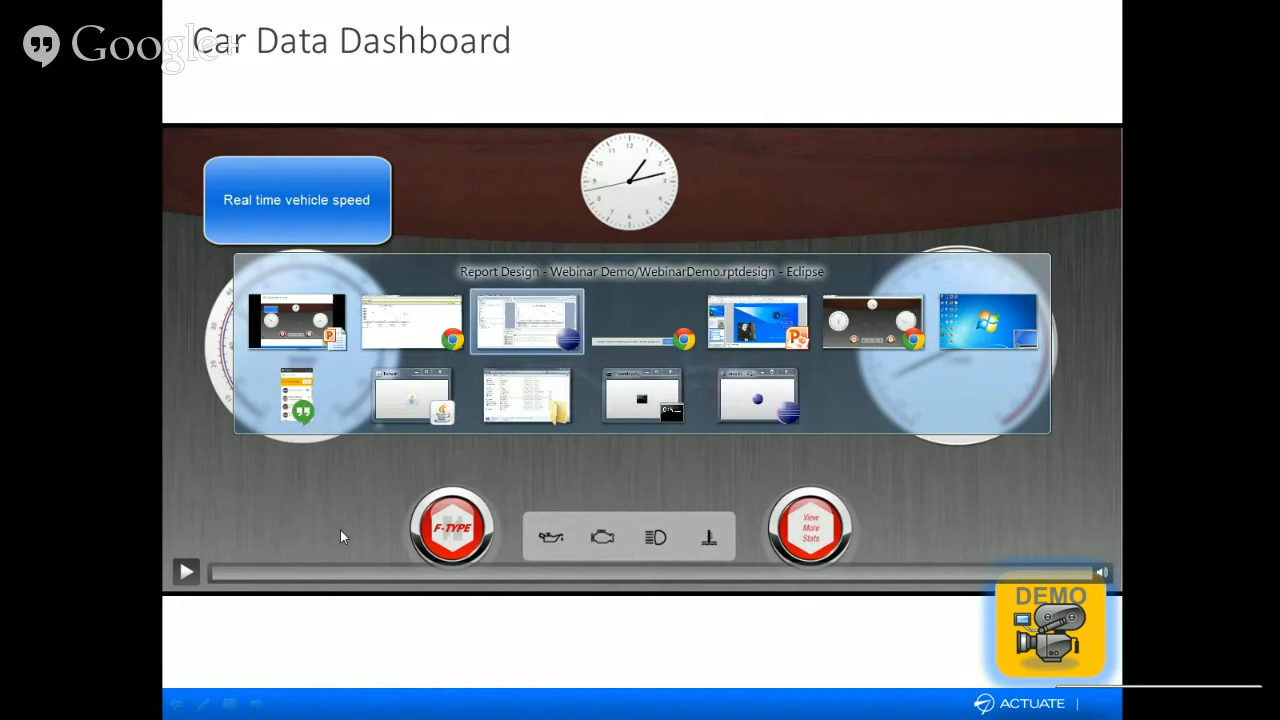 Google+
Car Data Dashboard
Real time vehicle speed
Report Design - Webinar Demo/WebinarDemo.rptdesign - Eclipse
F-TYPE
View
More
Stats
DEMO
ACTUATE